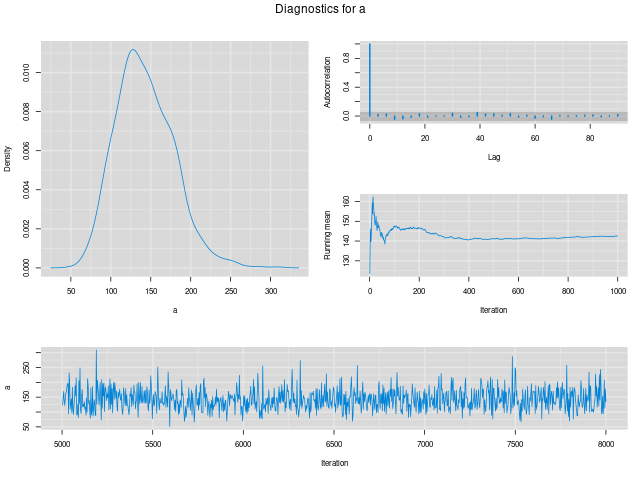 Diagnostics for a
Density
0.000 0.002 0.004 0.006 0.008 0.010
50 100 150 200 250 300
a
Autocorrelation
0.0 0.4 0.8
0 20 40 60 80
Lag
Running mean
130 140 150 160
0 200 400 600 800 1000
Iteration
a
50 150 250
5000 5500 6000 6500 7000 7500 8000
Iteration